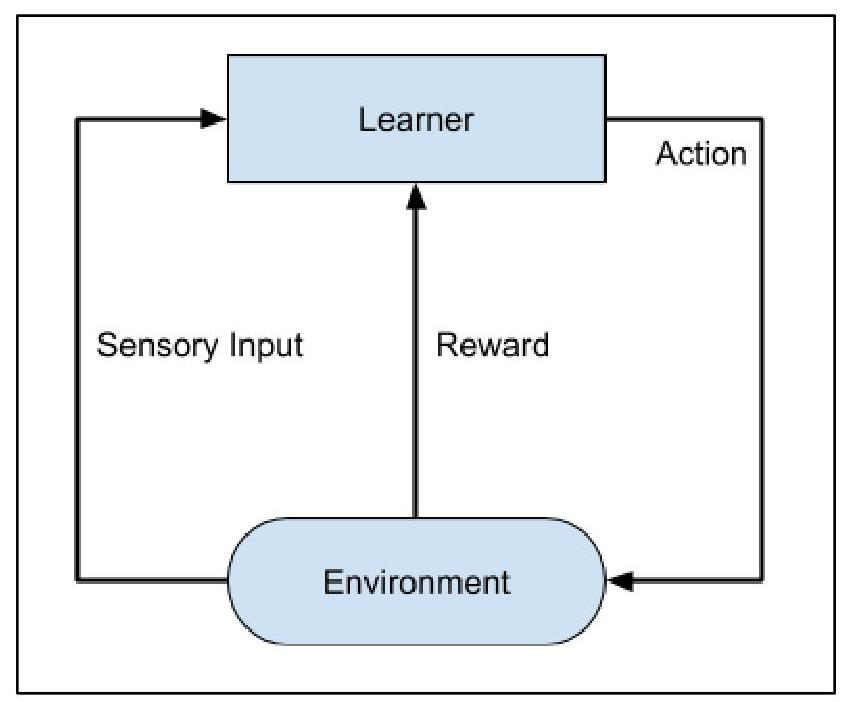 Learner
Action
Sensory Input
Reward
Environment